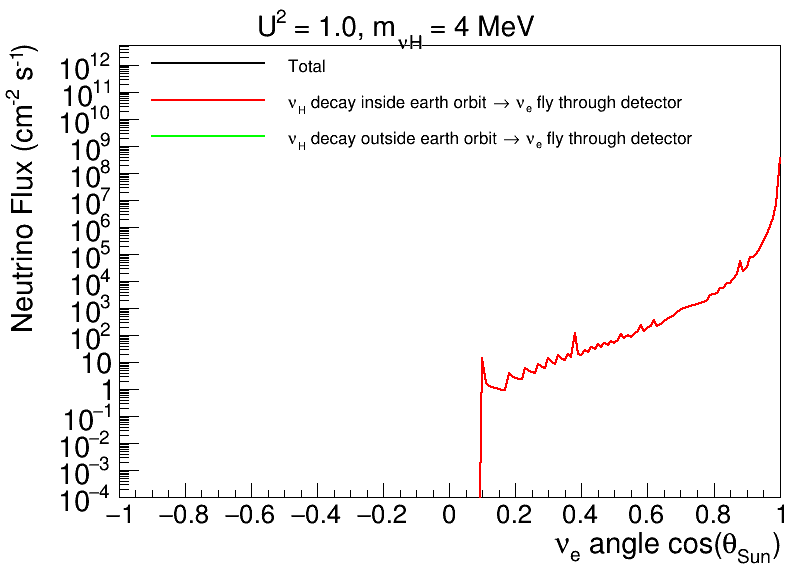 U² = 1.0, m_νH = 4 MeV
Total
ν_H decay inside earth orbit → ν_e fly through detector
ν_H decay outside earth orbit → ν_e fly through detector
Neutrino Flux (cm⁻² s⁻¹)
10¹²
10¹¹
10¹⁰
10⁹
10⁸
10⁷
10⁶
10⁵
10⁴
10³
10²
10
1
10⁻¹
10⁻²
10⁻³
10⁻⁴
−1 −0.8 −0.6 −0.4 −0.2 0 0.2 0.4 0.6 0.8 1
ν_e angle cos(θ_Sun)